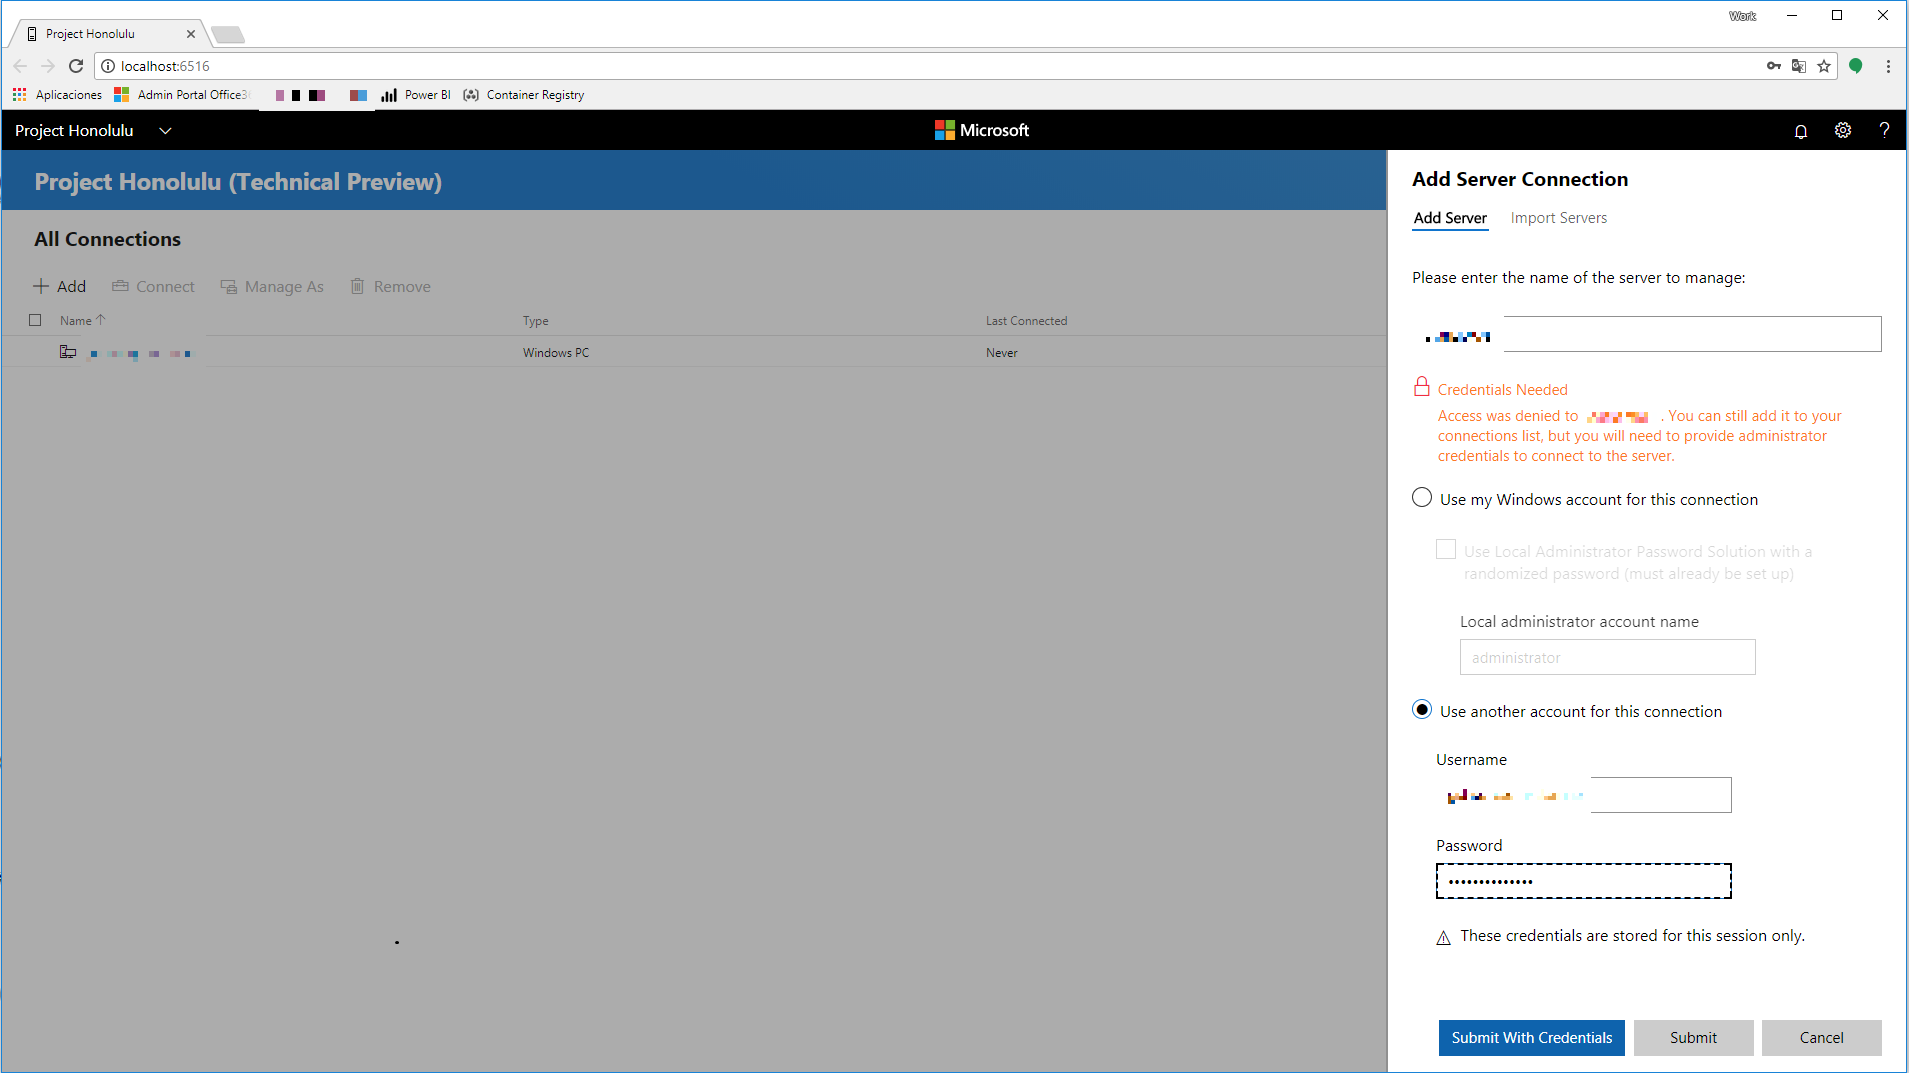 Work
Project Honolulu
localhost:6516
Aplicaciones
Admin Portal Office3
Power BI
Container Registry
Project Honolulu
Microsoft
Project Honolulu (Technical Preview)
All Connections
Add
Connect
Manage As
Remove
Name
Type
Last Connected
Windows PC
Never
Add Server Connection
Add Server
Import Servers
Please enter the name of the server to manage:
Credentials Needed
Access was denied to . You can still add it to your
connections list, but you will need to provide administrator
credentials to connect to the server.
Use my Windows account for this connection
Use Local Administrator Password Solution with a
randomized password (must already be set up)
Local administrator account name
administrator
Use another account for this connection
Username
Password
••••••••••••••
These credentials are stored for this session only.
Submit With Credentials
Submit
Cancel